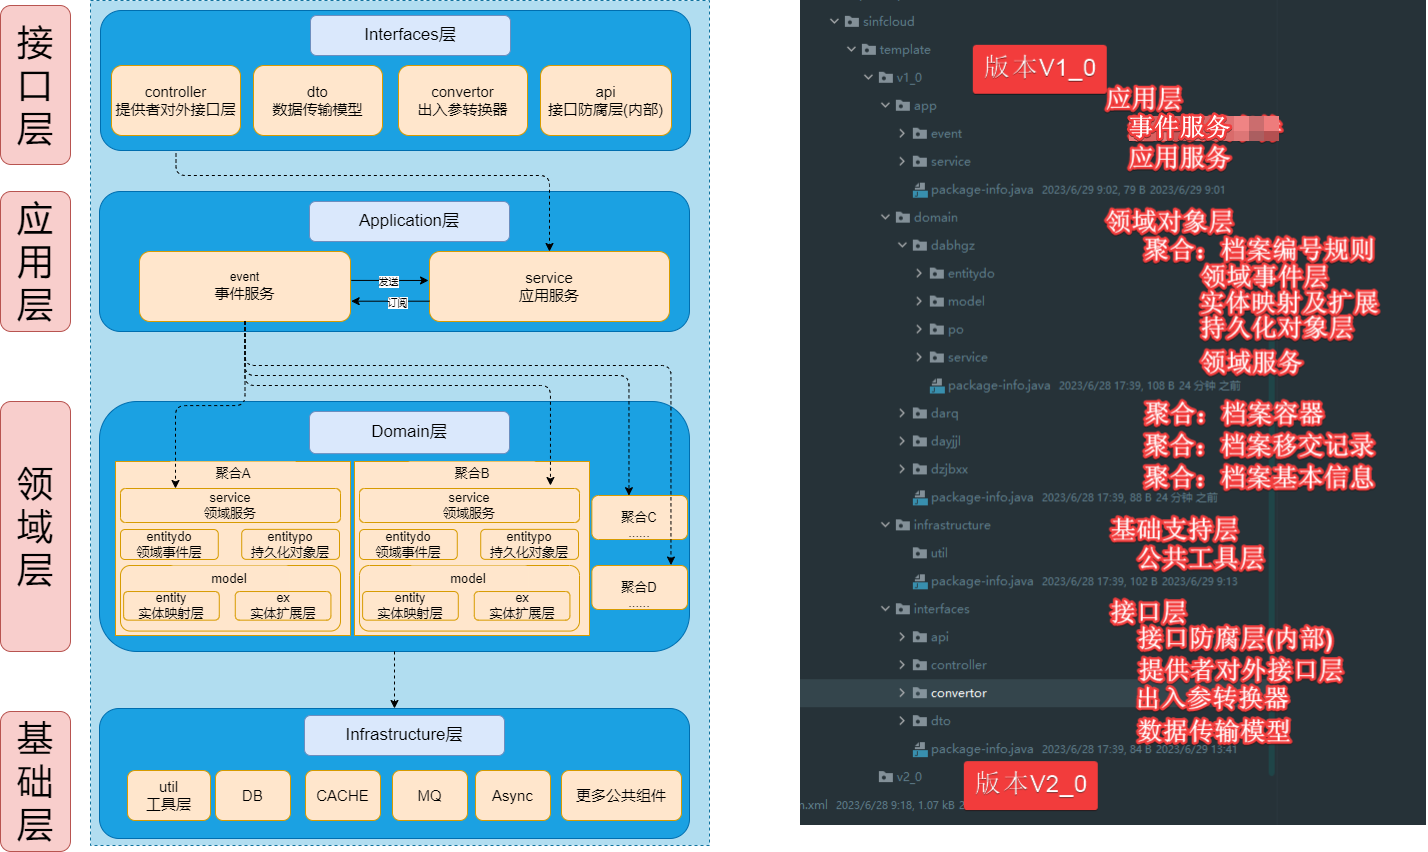 接口层
Interfaces层
controller
提供者对外接口层
dto
数据传输模型
convertor
出入参转换器
api
接口防腐层(内部)
应用层
Application层
event
事件服务
发送
订阅
service
应用服务
领域层
Domain层
聚合A
service
领域服务
entitydo
领域事件层
entitypo
持久化对象层
model
entity
实体映射层
ex
实体扩展层
聚合B
service
领域服务
entitydo
领域事件层
entitypo
持久化对象层
model
entity
实体映射层
ex
实体扩展层
聚合C
......
聚合D
......
基础层
Infrastructure层
util
工具层
DB
CACHE
MQ
Async
更多公共组件
sinfcloud
template
v1_0
版本V1_0
app
应用层
event
事件服务
service
应用服务
package-info.java 2023/6/29 9:02, 79 B 2023/6/29 9:01
domain
领域对象层
dabhgz
聚合：档案编号规则
entitydo
领域事件层
model
实体映射及扩展
po
持久化对象层
service
领域服务
package-info.java 2023/6/28 17:39, 108 B 24 分钟 之前
darq
聚合：档案容器
dayjjl
聚合：档案移交记录
dzjbxx
聚合：档案基本信息
package-info.java 2023/6/28 17:39, 88 B 24 分钟 之前
infrastructure
基础支持层
util
公共工具层
package-info.java 2023/6/28 17:39, 102 B 2023/6/29 9:13
interfaces
接口层
api
接口防腐层(内部)
controller
提供者对外接口层
convertor
出入参转换器
dto
数据传输模型
package-info.java 2023/6/28 17:39, 84 B 2023/6/29 13:41
v2_0
版本V2_0
.xml 2023/6/28 9:18, 1.07 kB